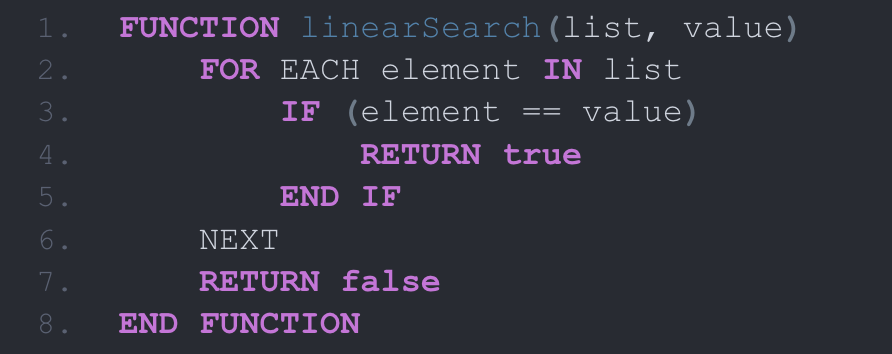 1. FUNCTION linearSearch(list, value)
2. FOR EACH element IN list
3. IF (element == value)
4. RETURN true
5. END IF
6. NEXT
7. RETURN false
8. END FUNCTION